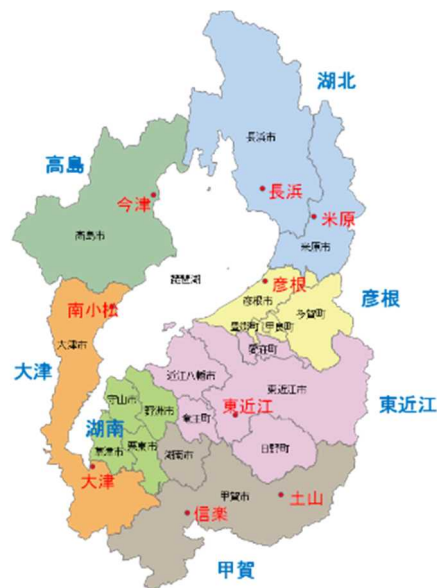 湖北
長浜市
高島
長浜
今津
米原
高島市
米原市
琵琶湖
彦根
南小松
彦根市
多賀町
彦根
豊郷町
甲良町
大津市
愛荘町
大津
近江八幡市
東近江市
守山市
野洲市
東近江
竜王町
東近江
湖南
草津市
栗東市
湖南市
日野町
大津
甲賀市
土山
信楽
甲賀